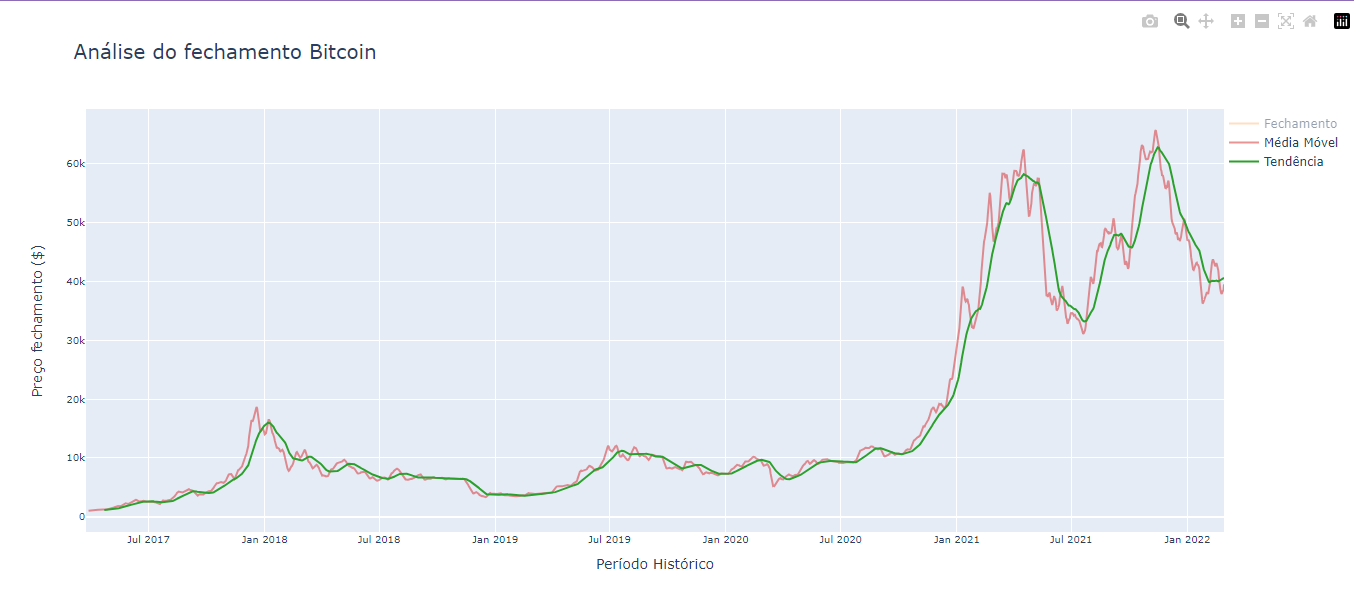 Análise do fechamento Bitcoin
Fechamento
Média Móvel
Tendência
Preço fechamento ($)
60k
50k
40k
30k
20k
10k
0
Jul 2017 Jan 2018 Jul 2018 Jan 2019 Jul 2019 Jan 2020 Jul 2020 Jan 2021 Jul 2021 Jan 2022
Período Histórico